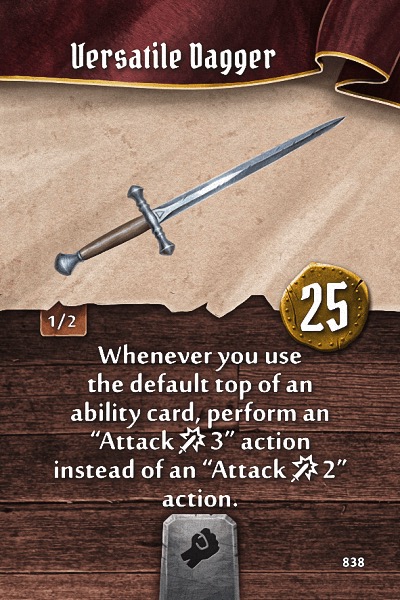 Versatile Dagger
25
1/2
Whenever you use
the default top of an
ability card, perform an
“Attack 3” action
instead of an “Attack 2”
action.
838